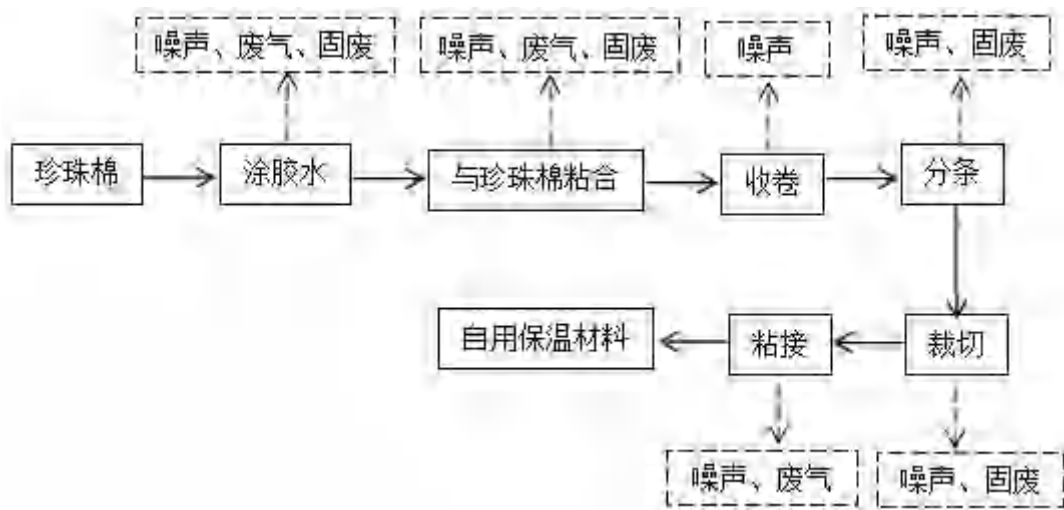 噪声、废气、固废
噪声、废气、固废
噪声
噪声、固废
珍珠棉
涂胶水
与珍珠棉粘合
收卷
分条
自用保温材料
粘接
裁切
噪声、废气
噪声、固废